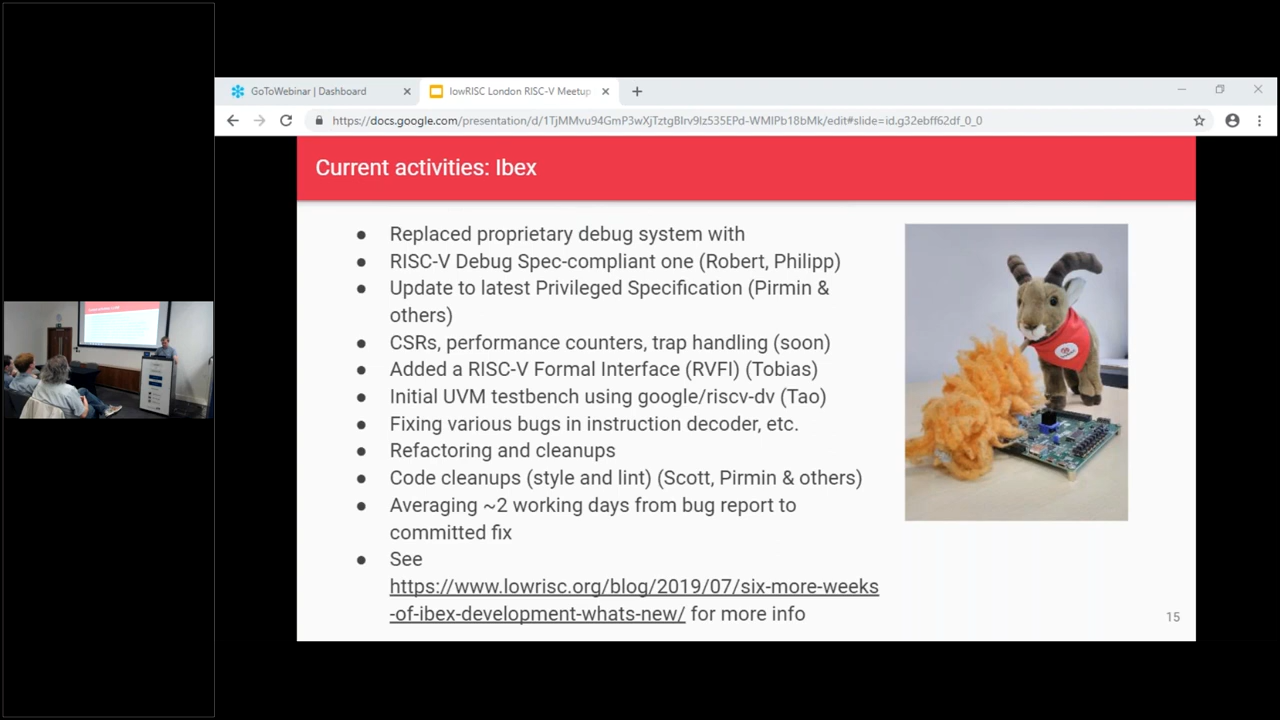 GoToWebinar | Dashboard
lowRISC London RISC-V Meetup
https://docs.google.com/presentation/d/1TjMMvu94GmP3wXjTztgBIrv9Iz535EPd-WMIPb18bMk/edit#slide=id.g32ebff62df_0_0
Current activities: Ibex
● Replaced proprietary debug system with
● RISC-V Debug Spec-compliant one (Robert, Philipp)
● Update to latest Privileged Specification (Pirmin &
others)
● CSRs, performance counters, trap handling (soon)
● Added a RISC-V Formal Interface (RVFI) (Tobias)
● Initial UVM testbench using google/riscv-dv (Tao)
● Fixing various bugs in instruction decoder, etc.
● Refactoring and cleanups
● Code cleanups (style and lint) (Scott, Pirmin & others)
● Averaging ~2 working days from bug report to
committed fix
● See
https://www.lowrisc.org/blog/2019/07/six-more-weeks
-of-ibex-development-whats-new/ for more info
15